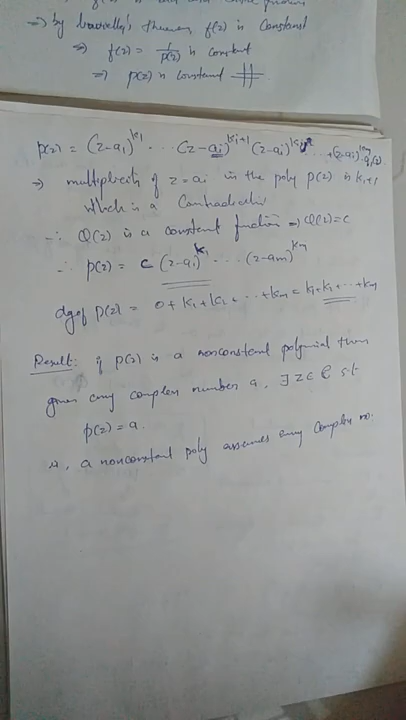 ⇒ by Liouville's theorem, f(z) is constant
⇒ f(z) = 1/p(z) is constant
⇒ p(z) is constant #
p(z) = (z-a₁)^k₁ ... (z-aᵢ)^kᵢ+1 (z-aᵢ) ... (z-aᵢ)^km q₁(z).
⇒ multiplicity of z=aᵢ in the poly p(z) is kᵢ+1
which is a contradiction
∴ Q(z) is a constant function ⇒ Q(z)=c
∴ p(z) = c (z-a₁)^k₁ ... (z-am)^km
dg of p(z) = 0+k₁+k₂+...+km = k₁+k₂+...+km
Result: if p(z) is a nonconstant polynomial then
given any complex number a, ∃ z∈ℂ s.t
p(z)=a.
ie, a nonconstant poly assumes every complex no.